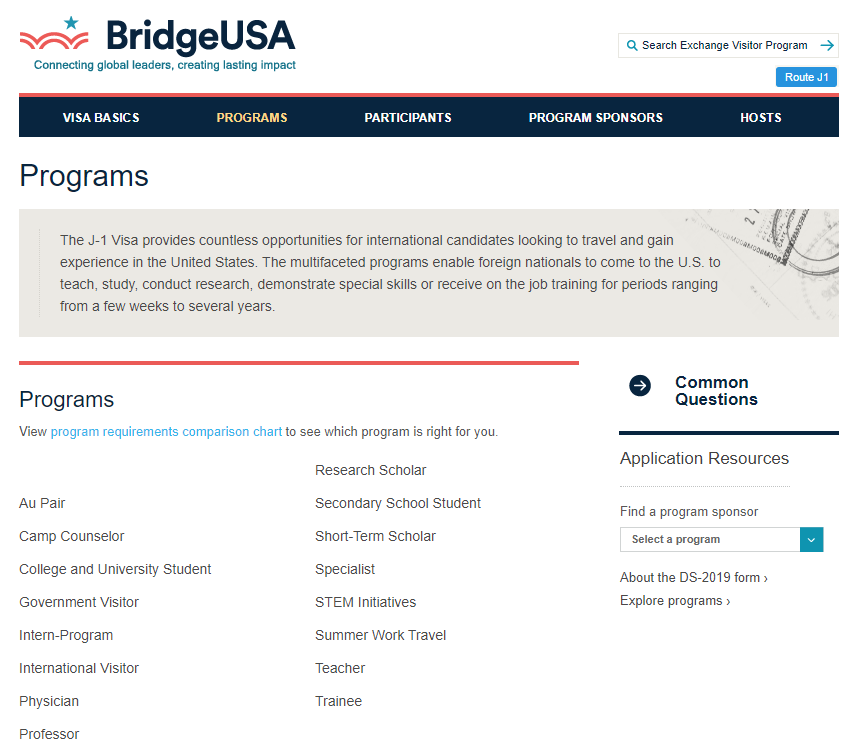 BridgeUSA
Connecting global leaders, creating lasting impact
Search Exchange Visitor Program
Route J1
VISA BASICS PROGRAMS PARTICIPANTS PROGRAM SPONSORS HOSTS
Programs
The J-1 Visa provides countless opportunities for international candidates looking to travel and gain
experience in the United States. The multifaceted programs enable foreign nationals to come to the U.S. to
teach, study, conduct research, demonstrate special skills or receive on the job training for periods ranging
from a few weeks to several years.
Programs
View program requirements comparison chart to see which program is right for you.
Au Pair
Camp Counselor
College and University Student
Government Visitor
Intern-Program
International Visitor
Physician
Professor
Research Scholar
Secondary School Student
Short-Term Scholar
Specialist
STEM Initiatives
Summer Work Travel
Teacher
Trainee
Common
Questions
Application Resources
Find a program sponsor
Select a program
About the DS-2019 form ›
Explore programs ›